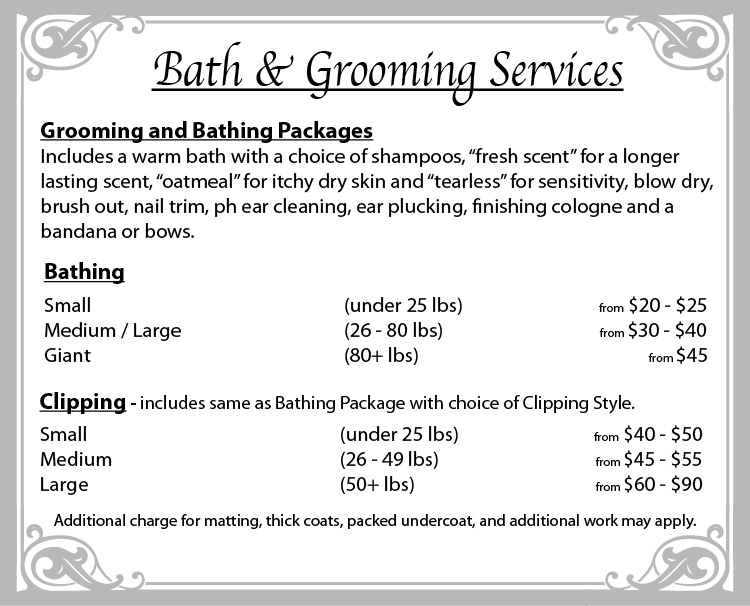 Bath & Grooming Services
Grooming and Bathing Packages
Includes a warm bath with a choice of shampoos, “fresh scent” for a longer
lasting scent, “oatmeal” for itchy dry skin and “tearless” for sensitivity, blow dry,
brush out, nail trim, ph ear cleaning, ear plucking, finishing cologne and a
bandana or bows.
Bathing
Small (under 25 lbs) from $20 - $25
Medium / Large (26 - 80 lbs) from $30 - $40
Giant (80+ lbs) from $45
Clipping - includes same as Bathing Package with choice of Clipping Style.
Small (under 25 lbs) from $40 - $50
Medium (26 - 49 lbs) from $45 - $55
Large (50+ lbs) from $60 - $90
Additional charge for matting, thick coats, packed undercoat, and additional work may apply.